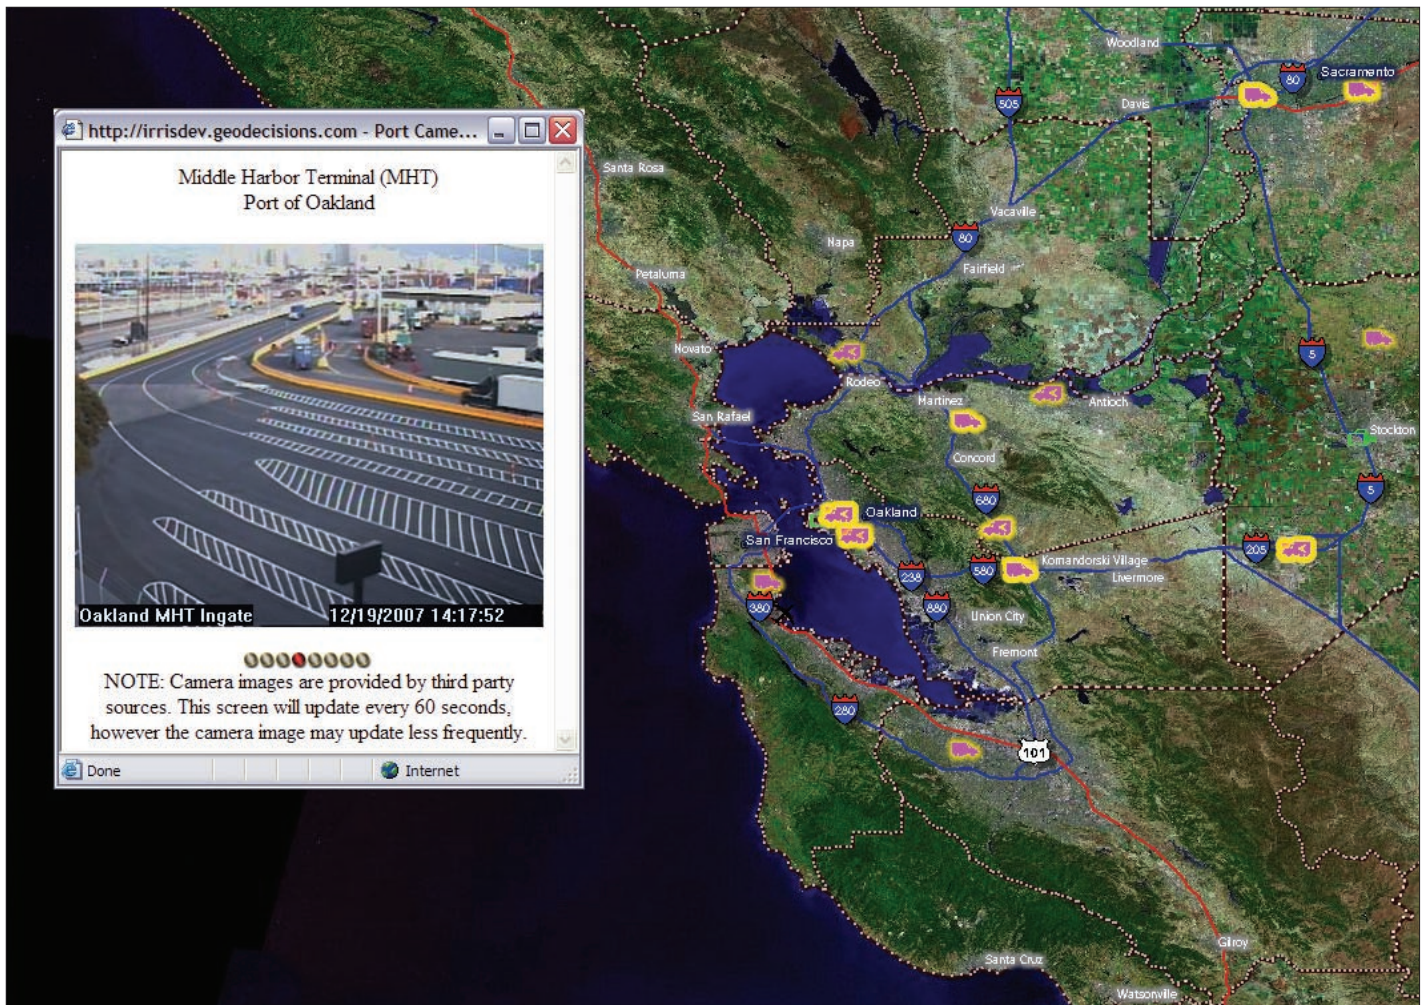 http://irrisdev.geodecisions.com - Port Came...
Middle Harbor Terminal (MHT)
Port of Oakland
Oakland MHT Ingate 12/19/2007 14:17:52
NOTE: Camera images are provided by third party
sources. This screen will update every 60 seconds,
however the camera image may update less frequently.
Done
Internet
Woodland
80
Sacramento
505
Davis
Santa Rosa
Vacaville
Napa
80
Fairfield
Petaluma
Novato
5
Rodeo
Martinez
Antioch
San Rafael
Stockton
Concord
680
5
Oakland
San Francisco
205
Komandorski Village
580
238
Livermore
380
880
Union City
Fremont
280
101
Gilroy
Santa Cruz
Watsonville